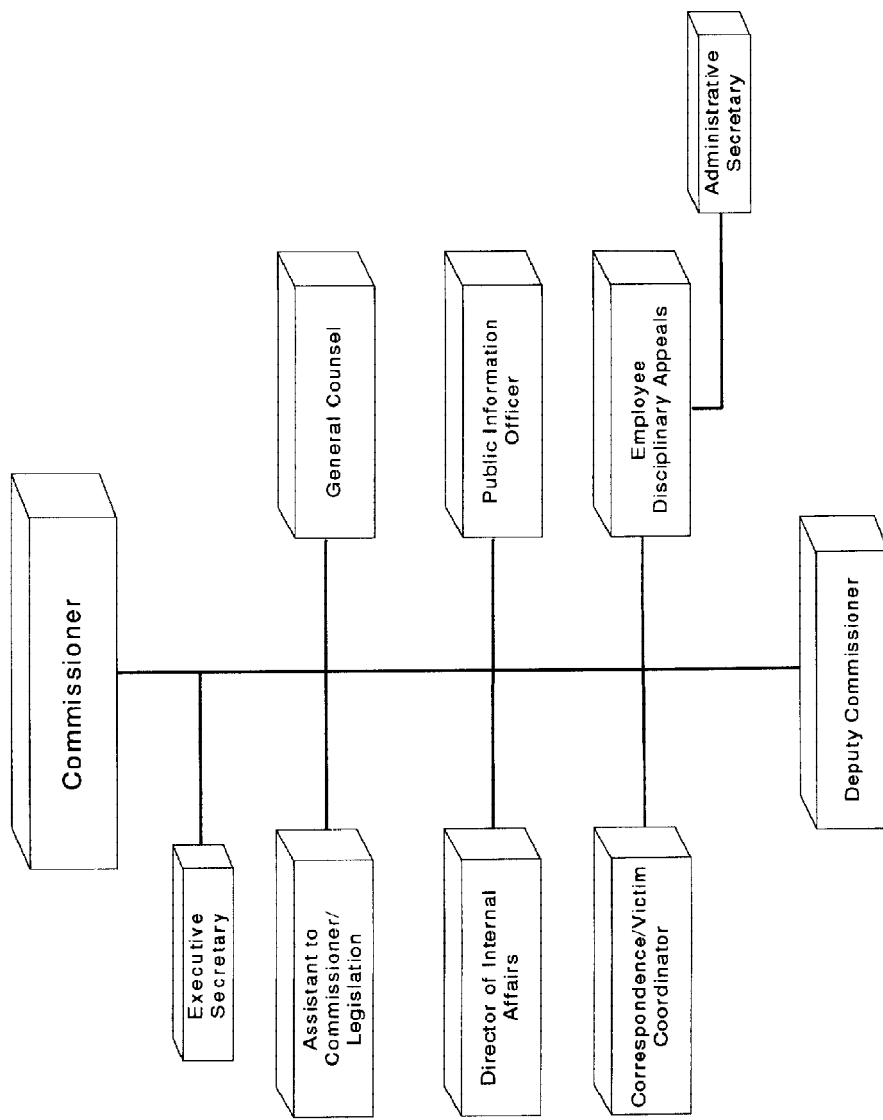 Commissioner
Executive
Secretary
Assistant to
Commissioner/
Legislation
General Counsel
Director of Internal
Affairs
Public Information
Officer
Correspondence/Victim
Coordinator
Employee
Disciplinary Appeals
Administrative
Secretary
Deputy Commissioner